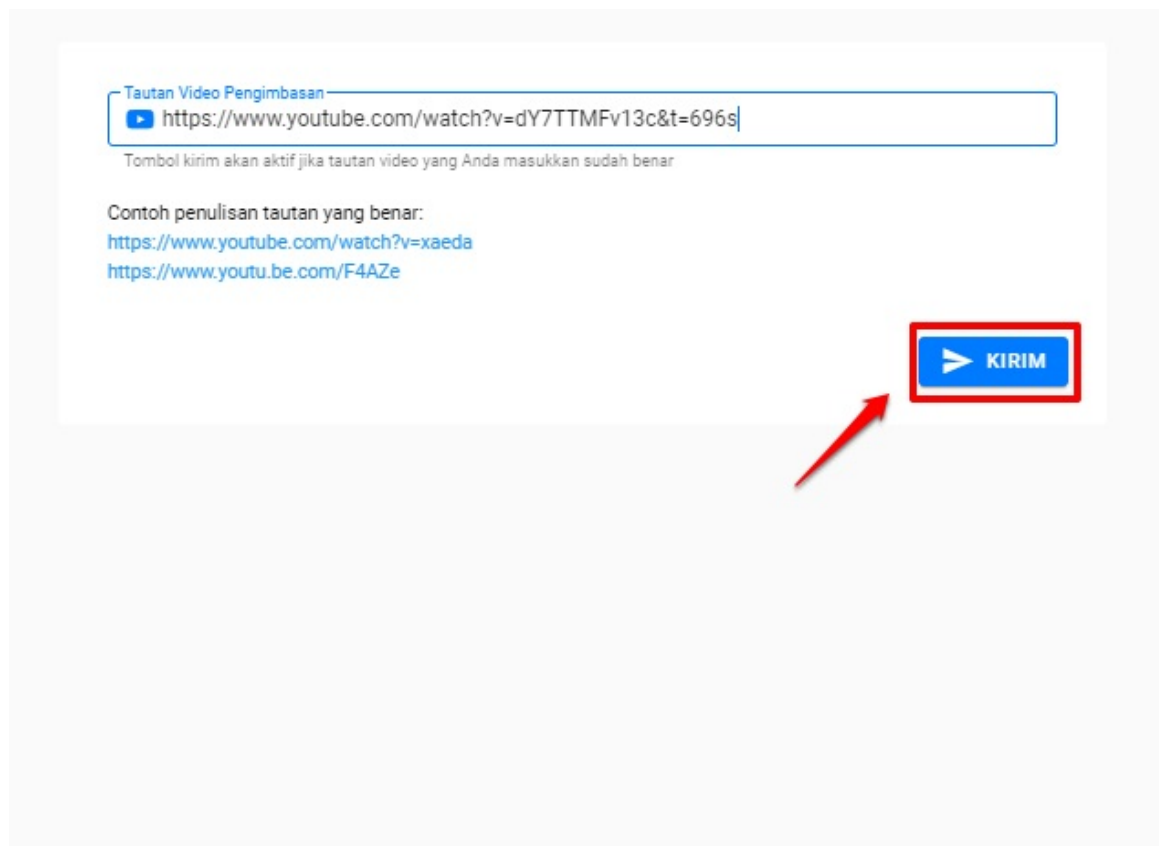 Tautan Video Pengimbasan
https://www.youtube.com/watch?v=dY7TTMFv13c&t=696s
Tombol kirim akan aktif jika tautan video yang Anda masukkan sudah benar
Contoh penulisan tautan yang benar:
https://www.youtube.com/watch?v=xaeda
https://www.youtu.be.com/F4AZe
KIRIM